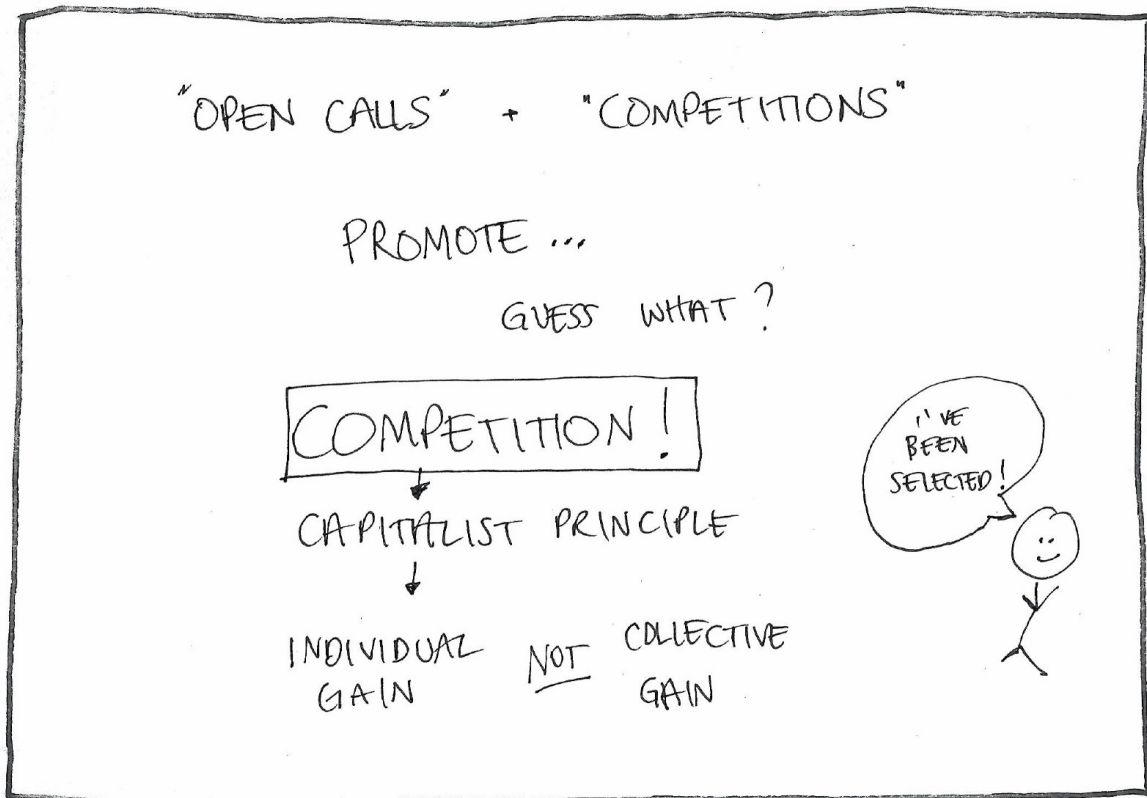 "OPEN CALLS" + "COMPETITIONS"
PROMOTE ...
GUESS WHAT?
COMPETITION!
CAPITALIST PRINCIPLE
INDIVIDUAL GAIN
NOT
COLLECTIVE GAIN
I'VE
BEEN
SELECTED!